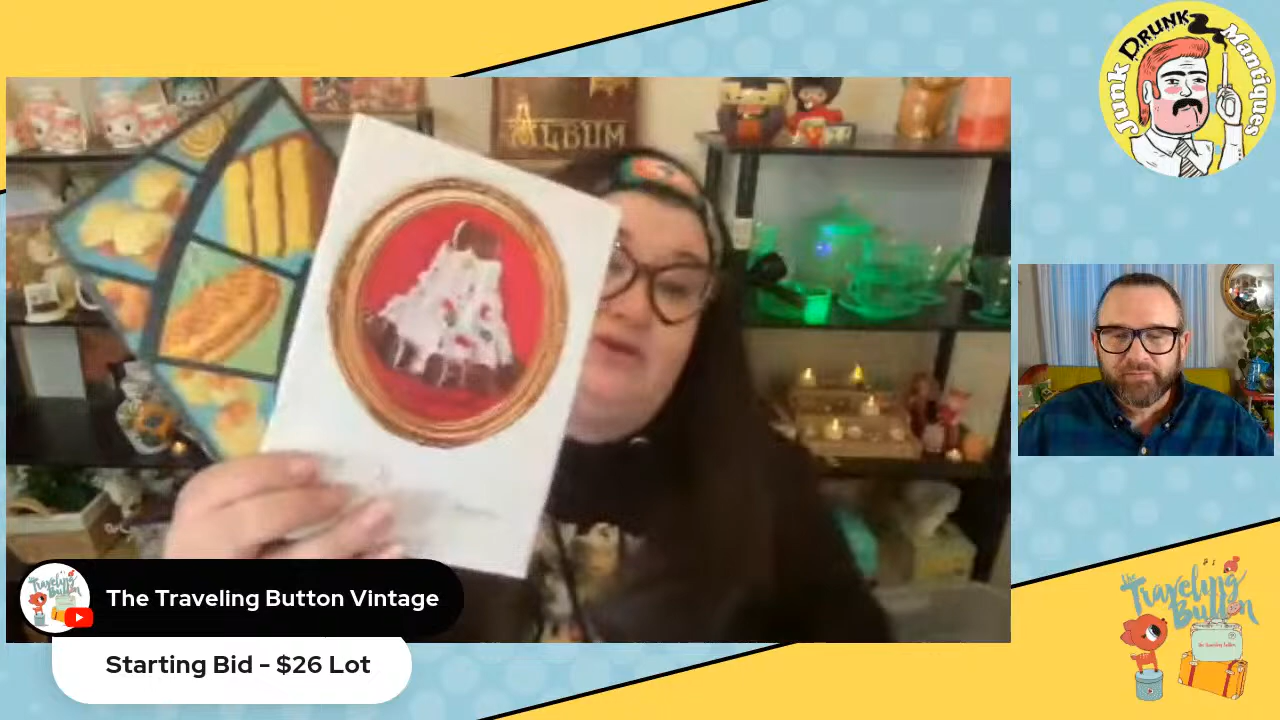 Junk Drunk Mantiques
ALBUM
The Traveling Button Vintage
Starting Bid - $26 Lot
the Traveling Button